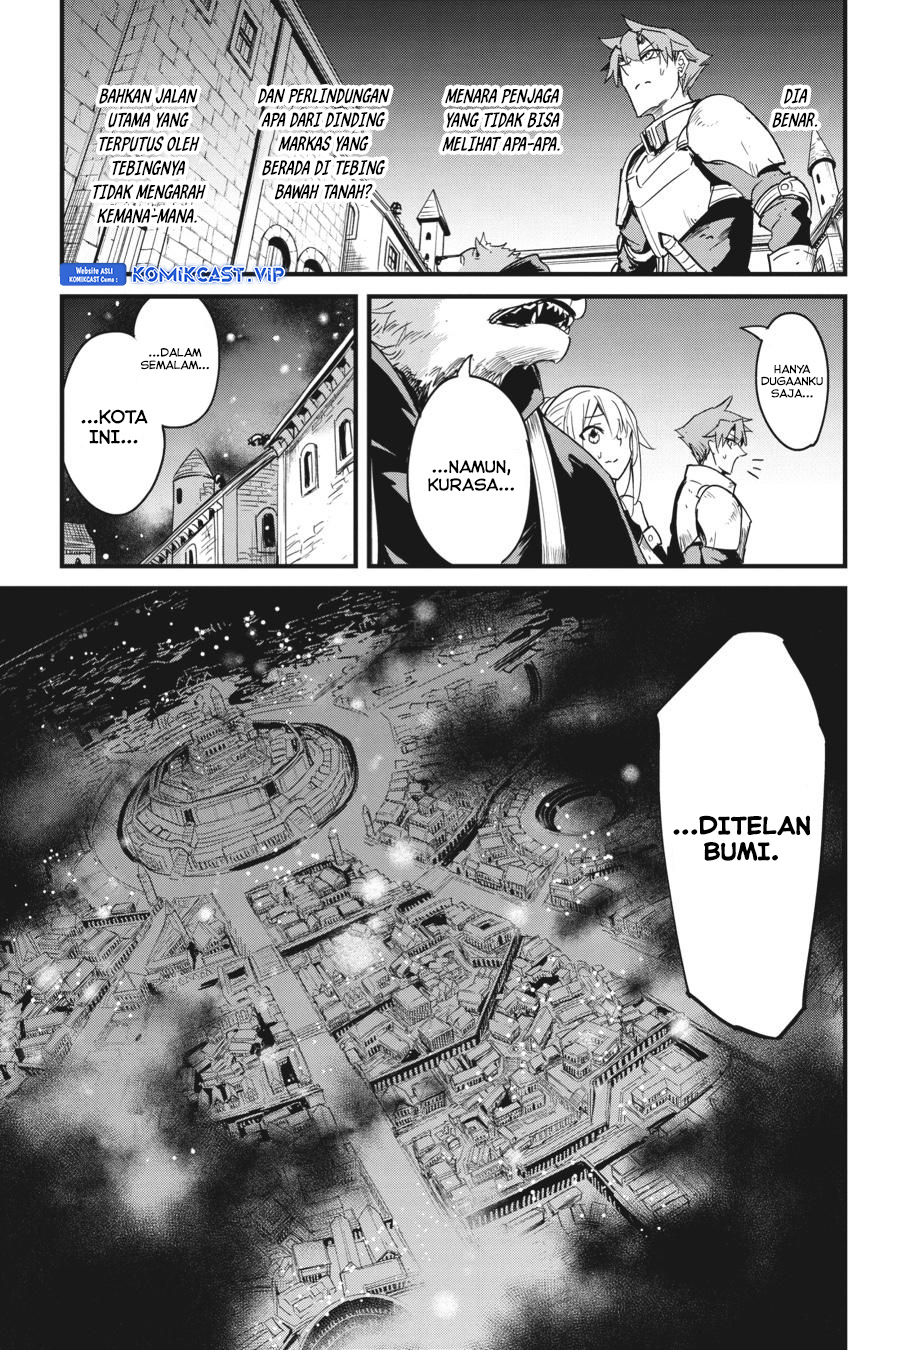 DIA
BENAR.
MENARA PENJAGA
YANG TIDAK BISA
MELIHAT APA-APA.
DAN PERLINDUNGAN
APA DARI DINDING
MARKAS YANG
BERADA DI TEBING
BAWAH TANAH?
BAHKAN JALAN
UTAMA YANG
TERPUTUS OLEH
TEBINGNYA
TIDAK MENGARAH
KEMANA-MANA.
Website ASLI
KOMIKCAST Cuma :
KOMIKCAST.VIP
HANYA
DUGAANKU
SAJA...
...NAMUN,
KURASA...
...DALAM
SEMALAM...
...KOTA
INI...
...DITELAN
BUMI.